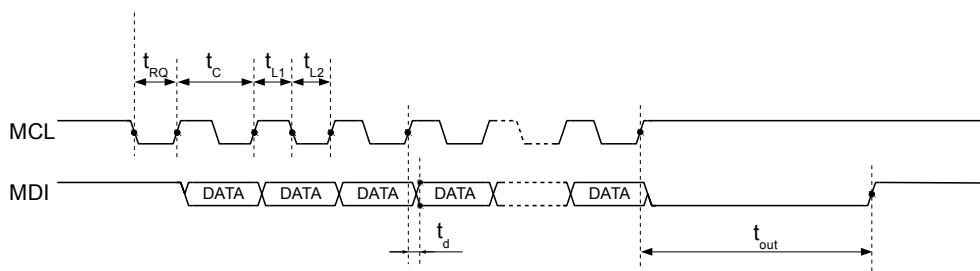 tRQ tC tL1 tL2
MCL
MDI DATA DATA DATA DATA DATA
td tout